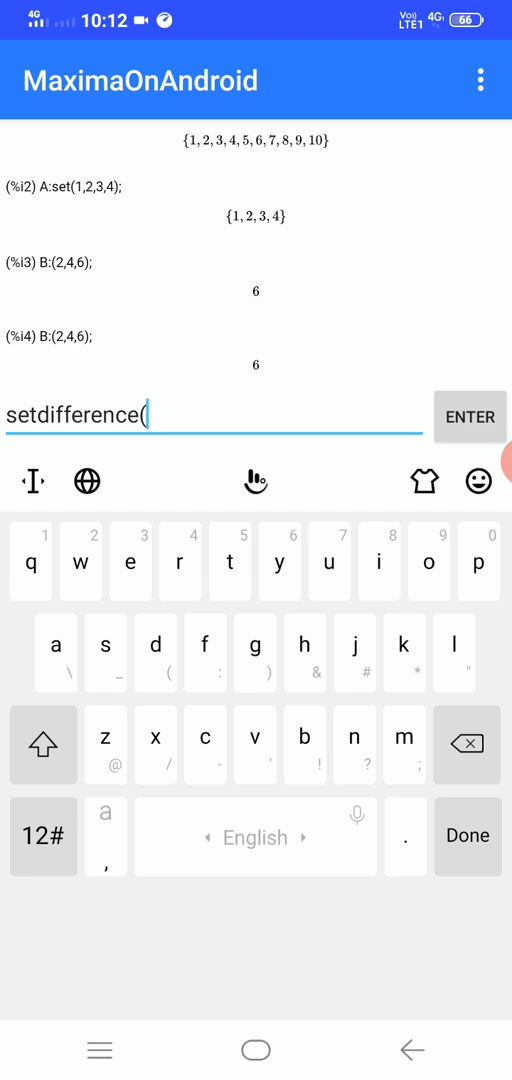 4G 10:12 Vo)) LTE1 4G 66
MaximaOnAndroid
{1, 2, 3, 4, 5, 6, 7, 8, 9, 10}
(%i2) A:set(1,2,3,4);
{1, 2, 3, 4}
(%i3) B:(2,4,6);
6
(%i4) B:(2,4,6);
6
setdifference( ENTER
1 2 3 4 5 6 7 8 9 0
q w e r t y u i o p
a s d f g h j k l
\ _ ( : ) & # * "
z x c v b n m
@ / - ' ! ? ;
12# a , English . Done